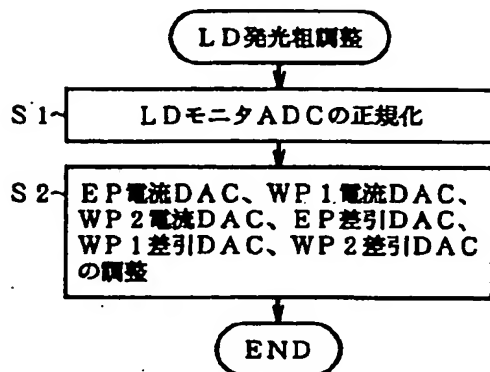 LD発光粗調整
S1 LDモニタADCの正規化
S2 EP電流DAC、WP1電流DAC、
WP2電流DAC、EP差引DAC、
WP1差引DAC、WP2差引DAC
の調整
END